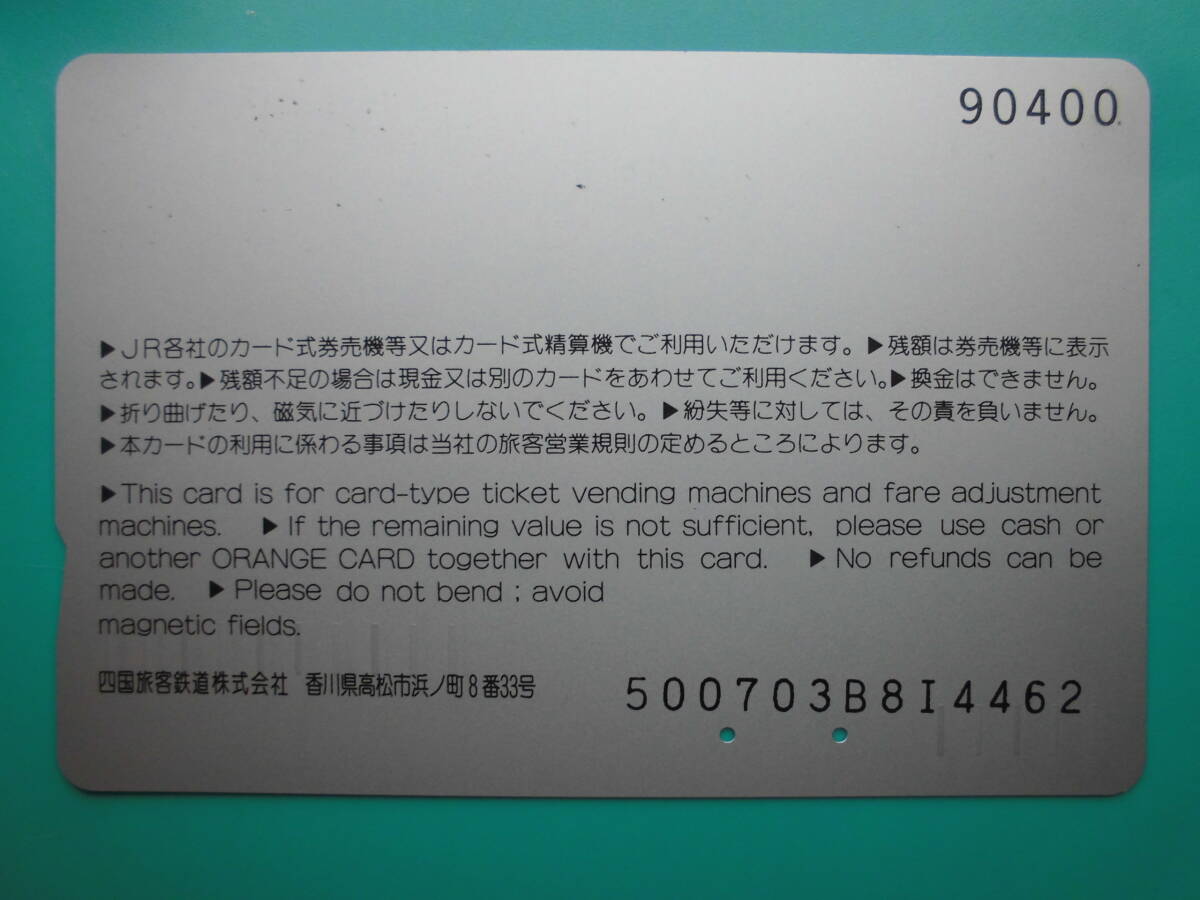 90400
▶JR各社のカード式券売機等又はカード式精算機でご利用いただけます。▶残額は券売機等に表示
されます。▶残額不足の場合は現金又は別のカードをあわせてご利用ください。▶換金はできません。
▶折り曲げたり、磁気に近づけたりしないでください。▶紛失等に対しては、その責を負いません。
▶本カードの利用に係わる事項は当社の旅客営業規則の定めるところによります。
▶This card is for card-type ticket vending machines and fare adjustment
machines. ▶If the remaining value is not sufficient, please use cash or
another ORANGE CARD together with this card. ▶No refunds can be
made. ▶Please do not bend ; avoid
magnetic fields.
四国旅客鉄道株式会社 香川県高松市浜ノ町8番33号
500703B8I4462